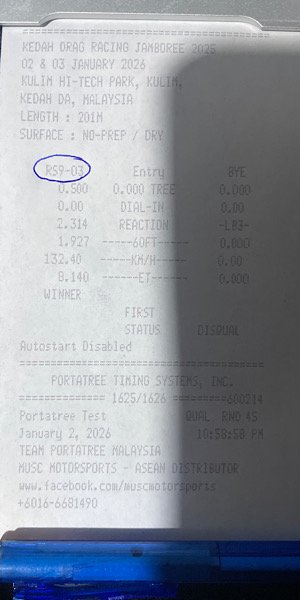 KEDAH DRAG RACING JAMBOREE 2025
02 & 03 JANUARY 2026
KULIM HI-TECH PARK, KULIM,
KEDAH DA, MALAYSIA
LENGTH : 201M
SURFACE : NO-PREP / DRY
RS9-03 Entry BYE
0.500 0.000 TREE 0.000
0.00 DIAL-IN 0.00
2.314 REACTION -LB3-
1.927 -----60FT------ 0.000
132.40 -----KM/H------ 0.00
8.140 ------ET------- 0.000
WINNER
FIRST
STATUS DISQUAL
Autostart Disabled
PORTATREE TIMING SYSTEMS, INC.
============= 1625/1626 =========600214
Portatree Test QUAL RND 4S
January 2, 2026 10:58:58 PM
TEAM PORTATREE MALAYSIA
MUSC MOTORSPORTS - ASEAN DISTRIBUTOR
www.facebook.com/muscmotorsports
+6016-6681490